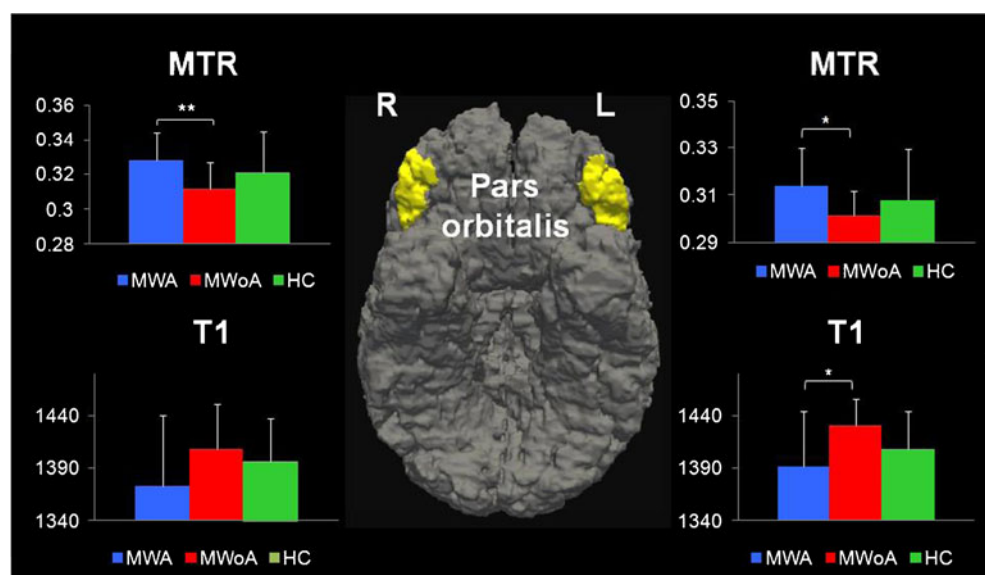 MTR
0.36
0.34
0.32
0.3
0.28
**
MWA MWoA HC
T1
1440
1390
1340
MWA MWoA HC
R L
Pars
orbitalis
MTR
0.35
0.33
0.31
0.29
*
MWA MWoA HC
T1
1440
1390
1340
*
MWA MWoA HC